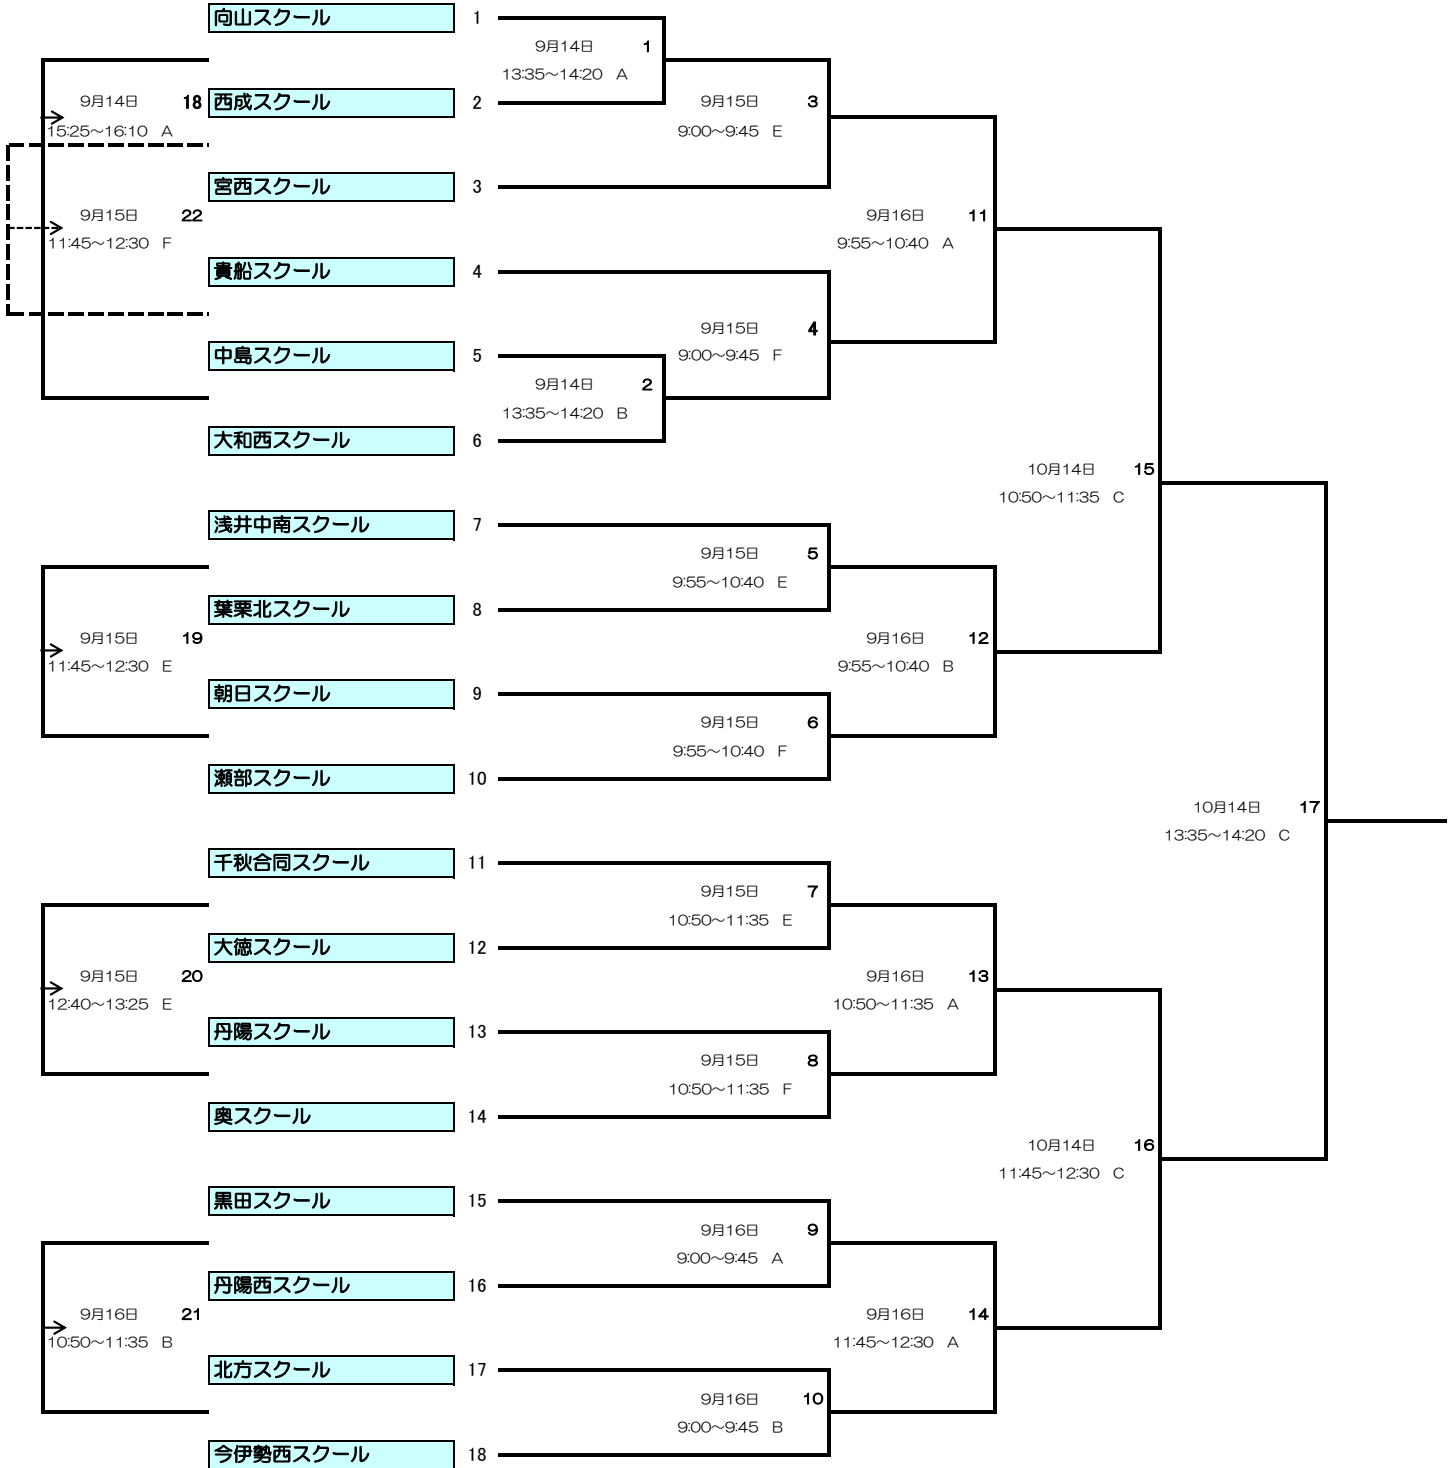 向山スクール 1
9月14日 1
13:35～14:20 A
9月14日 18 西成スクール 2 9月15日 3
15:25～16:10 A 9:00～9:45 E
宮西スクール 3
9月15日 22 9月16日 11
11:45～12:30 F 9:55～10:40 A
貴船スクール 4
9月15日 4
中島スクール 5 9:00～9:45 F
9月14日 2
13:35～14:20 B
大和西スクール 6
10月14日 15
10:50～11:35 C
浅井中南スクール 7
9月15日 5
9:55～10:40 E
葉栗北スクール 8
9月15日 19 9月16日 12
11:45～12:30 E 9:55～10:40 B
朝日スクール 9
9月15日 6
9:55～10:40 F
瀬部スクール 10
10月14日 17
13:35～14:20 C
千秋合同スクール 11
9月15日 7
10:50～11:35 E
大徳スクール 12
9月15日 20 9月16日 13
12:40～13:25 E 10:50～11:35 A
丹陽スクール 13
9月15日 8
10:50～11:35 F
奥スクール 14
10月14日 16
11:45～12:30 C
黒田スクール 15
9月16日 9
9:00～9:45 A
丹陽西スクール 16
9月16日 21 9月16日 14
10:50～11:35 B 11:45～12:30 A
北方スクール 17
9月16日 10
9:00～9:45 B
今伊勢西スクール 18